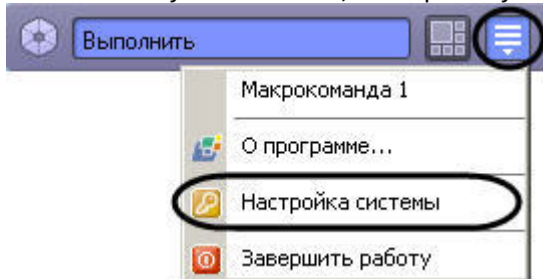 Выполнить
Макрокоманда 1
О программе...
Настройка системы
Завершить работу